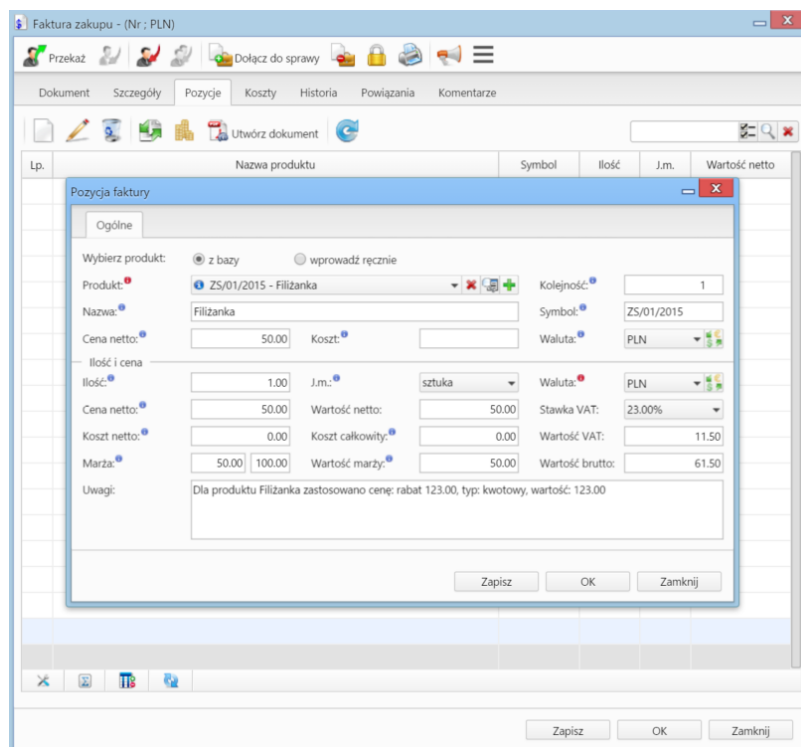 Faktura zakupu - (Nr ; PLN)
Przekaż Dołącz do sprawy
Dokument Szczegóły Pozycje Koszty Historia Powiązania Komentarze
Utwórz dokument
Lp. Nazwa produktu Symbol Ilość J.m. Wartość netto
Pozycja faktury
Ogólne
Wybierz produkt: z bazy wprowadź ręcznie
Produkt: ZS/01/2015 - Filiżanka Kolejność: 1
Nazwa: Filiżanka Symbol: ZS/01/2015
Cena netto: 50.00 Koszt: Waluta: PLN
Ilość i cena
Ilość: 1.00 J.m.: sztuka Waluta: PLN
Cena netto: 50.00 Wartość netto: 50.00 Stawka VAT: 23.00%
Koszt netto: 0.00 Koszt całkowity: 0.00 Wartość VAT: 11.50
Marża: 50.00 100.00 Wartość marży: 50.00 Wartość brutto: 61.50
Uwagi: Dla produktu Filiżanka zastosowano cenę: rabat 123.00, typ: kwotowy, wartość: 123.00
Zapisz OK Zamknij
Zapisz OK Zamknij